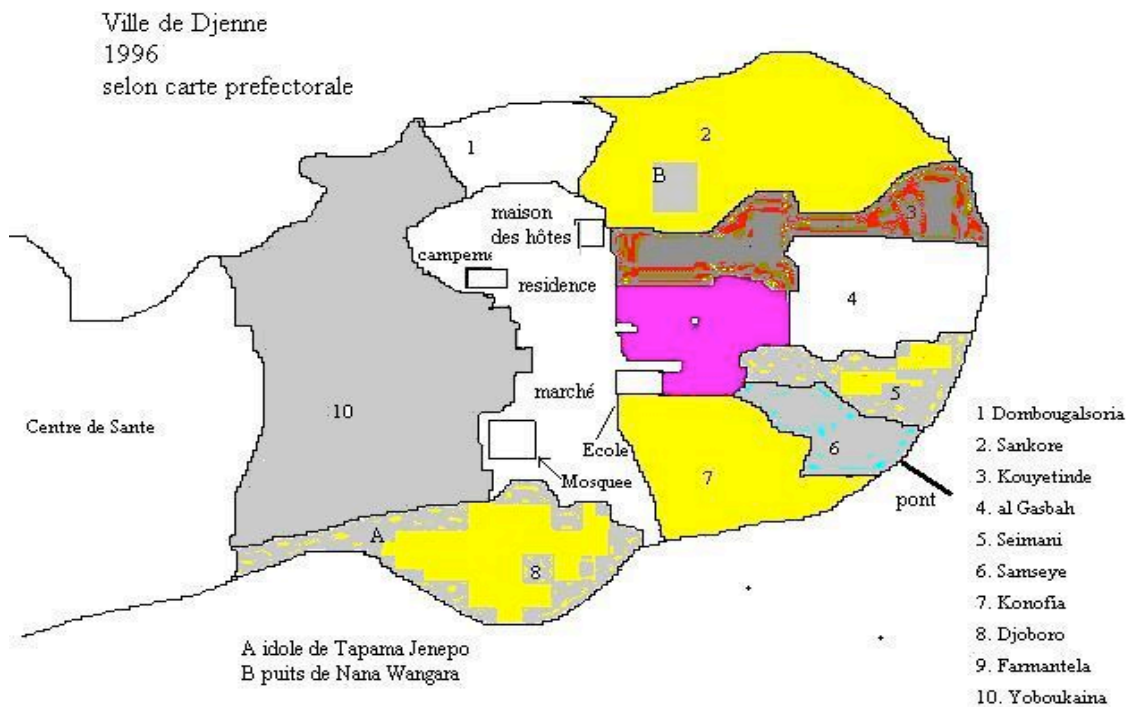 Ville de Djenne
1996
selon carte prefectorale
1
2
B
3
maison
des hôtes
campeme
residence
4
9
marché
5
10
Ecole
Centre de Sante
6
Mosquee
7
pont
A
8
1 Dombougalsoria
2. Sankore
3. Kouyetinde
4. al Gasbah
5. Seimani
6. Samseye
7. Konofia
8. Djoboro
9. Farmantela
10. Yoboukaina
A idole de Tapama Jenepo
B puits de Nana Wangara